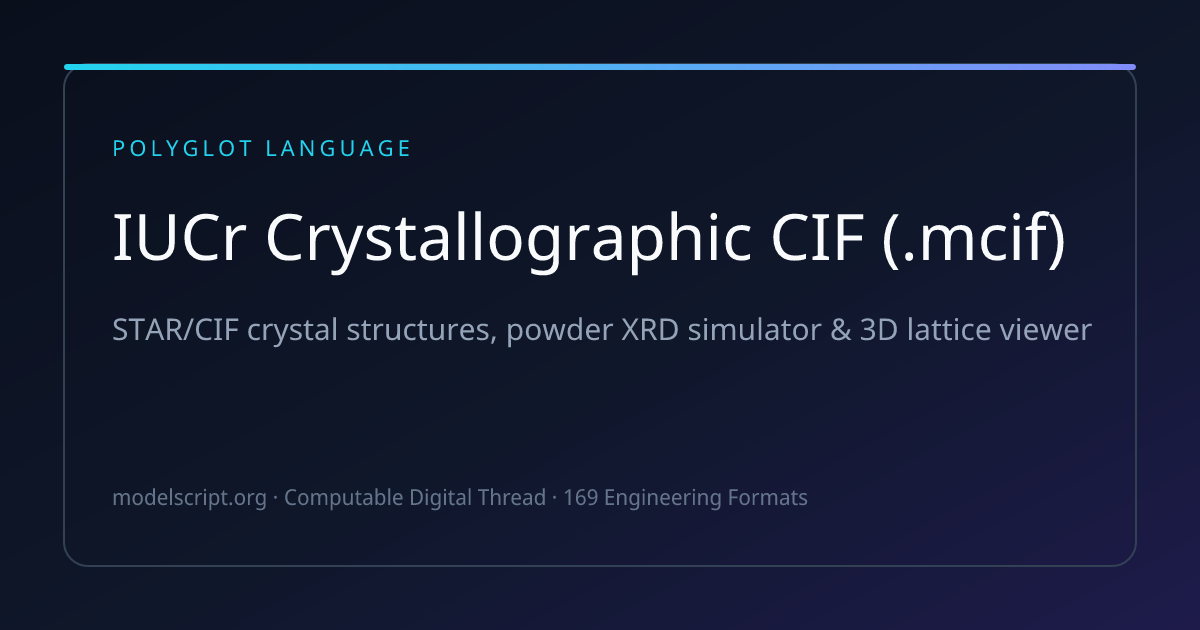 POLYGLOT LANGUAGE
IUCr Crystallographic CIF (.mcif)
STAR/CIF crystal structures, powder XRD simulator & 3D lattice viewer
modelscript.org · Computable Digital Thread · 169 Engineering Formats